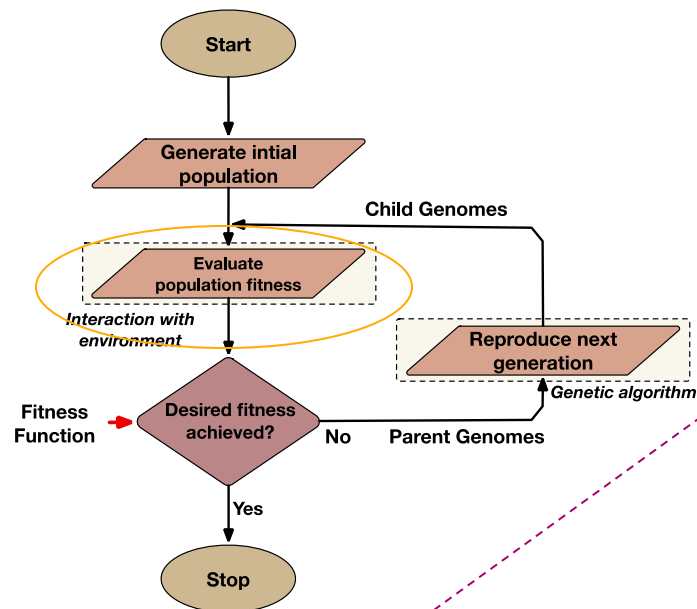 Start
Generate intial
population
Child Genomes
Evaluate
population fitness
Interaction with
environment
Reproduce next
generation
Genetic algorithm
Desired fitness
achieved?
Fitness
Function
No
Parent Genomes
Yes
Stop